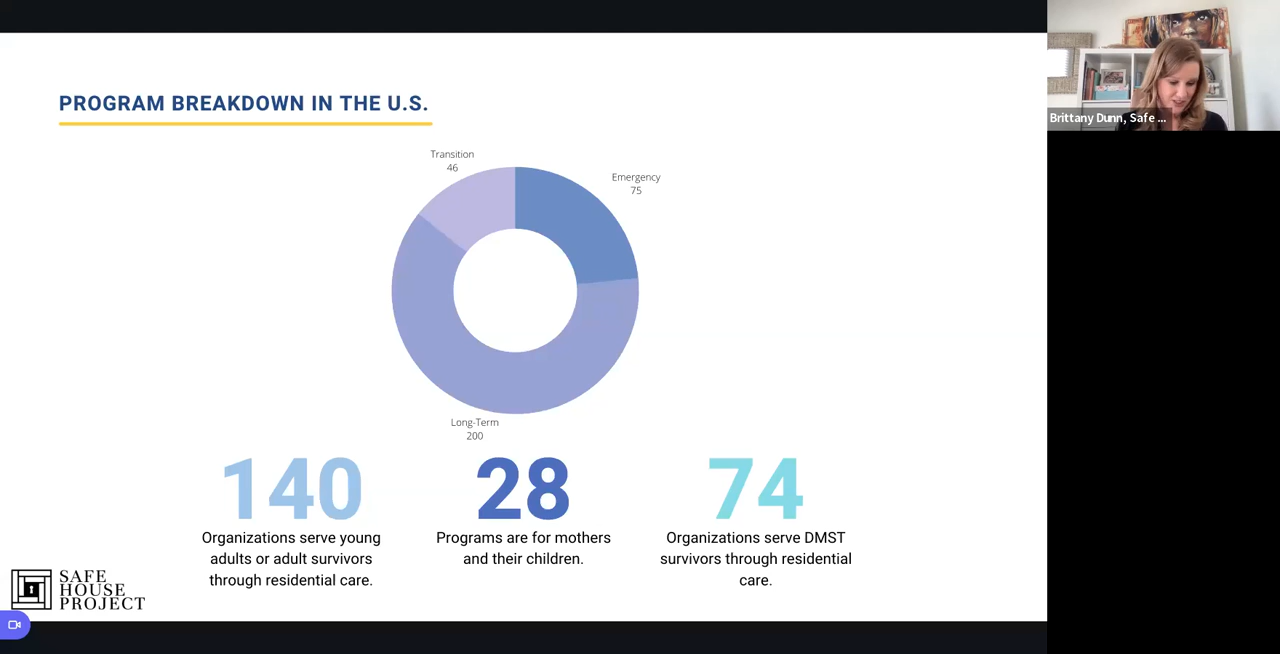 PROGRAM BREAKDOWN IN THE U.S.
Brittany Dunn, Safe ...
Transition
46
Emergency
75
Long-Term
200
140
Organizations serve young
adults or adult survivors
through residential care.
28
Programs are for mothers
and their children.
74
Organizations serve DMST
survivors through residential
care.
SAFE
HOUSE
PROJECT